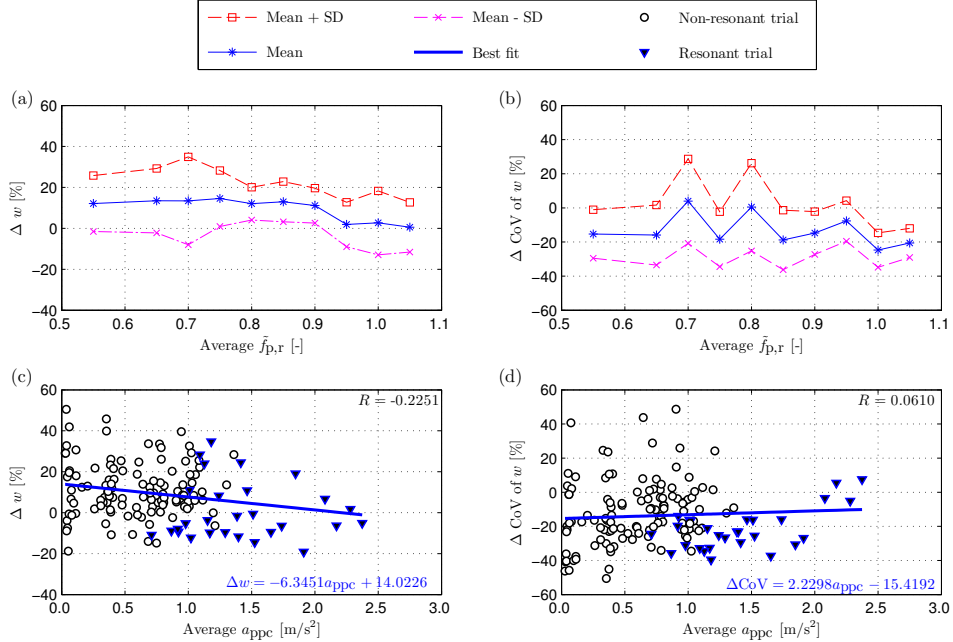 Mean + SD
Mean - SD
Non-resonant trial
Mean
Best fit
Resonant trial
(a)
60
40
20
0
−20
−40
Δ w [%]
0.5 0.6 0.7 0.8 0.9 1.0 1.1
Average f̃p,r [-]
(b)
60
40
20
0
−20
−40
−60
Δ CoV of w [%]
0.5 0.6 0.7 0.8 0.9 1.0 1.1
Average f̃p,r [-]
(c)
60
40
20
0
−20
−40
Δ w [%]
R = -0.2251
Δw = −6.3451appc + 14.0226
0.0 0.5 1.0 1.5 2.0 2.5 3.0
Average appc [m/s²]
(d)
60
40
20
0
−20
−40
−60
Δ CoV of w [%]
R = 0.0610
ΔCoV = 2.2298appc − 15.4192
0.0 0.5 1.0 1.5 2.0 2.5 3.0
Average appc [m/s²]